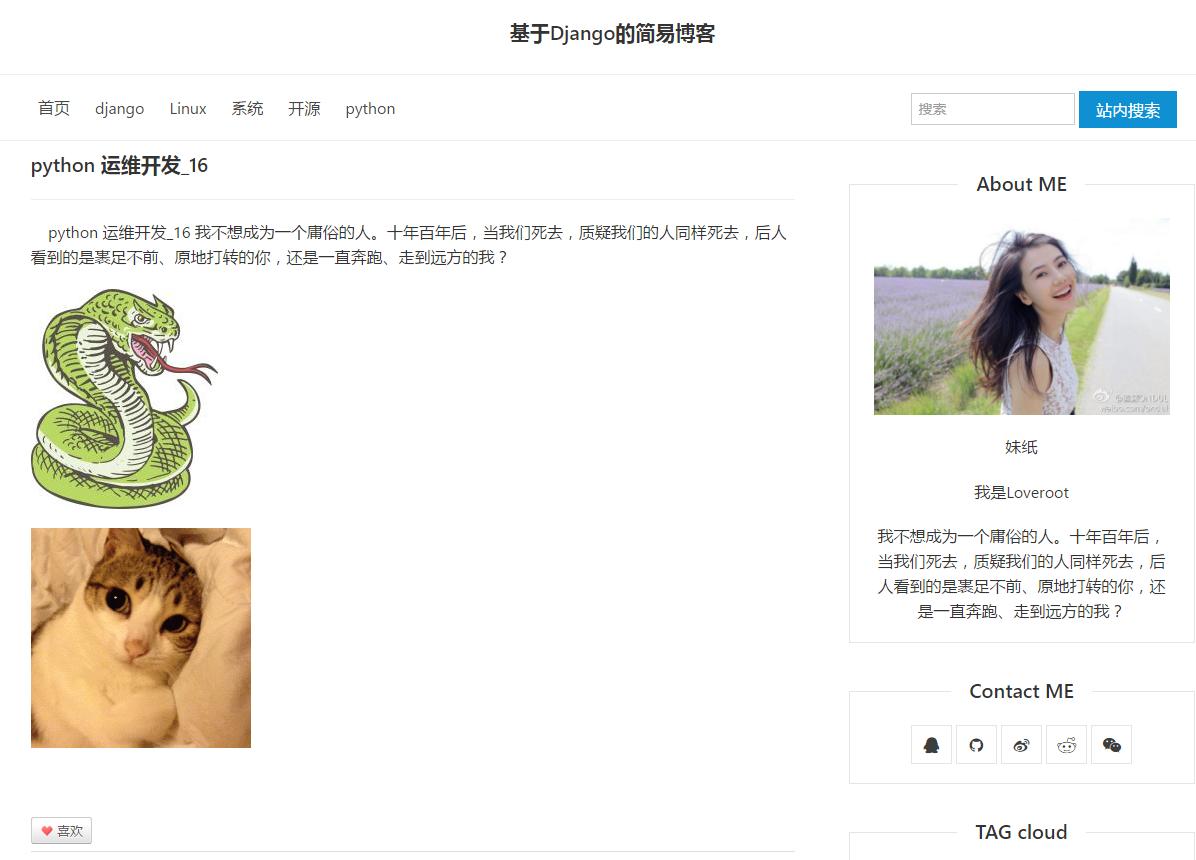 基于Django的简易博客
首页 django Linux 系统 开源 python
搜索 站内搜索
python 运维开发_16
python 运维开发_16 我不想成为一个庸俗的人。十年百年后，当我们死去，质疑我们的人同样死去，后人
看到的是裹足不前、原地打转的你，还是一直奔跑、走到远方的我？
喜欢
About ME
妹纸
我是Loveroot
我不想成为一个庸俗的人。十年百年后，
当我们死去，质疑我们的人同样死去，后
人看到的是裹足不前、原地打转的你，还
是一直奔跑、走到远方的我？
Contact ME
TAG cloud